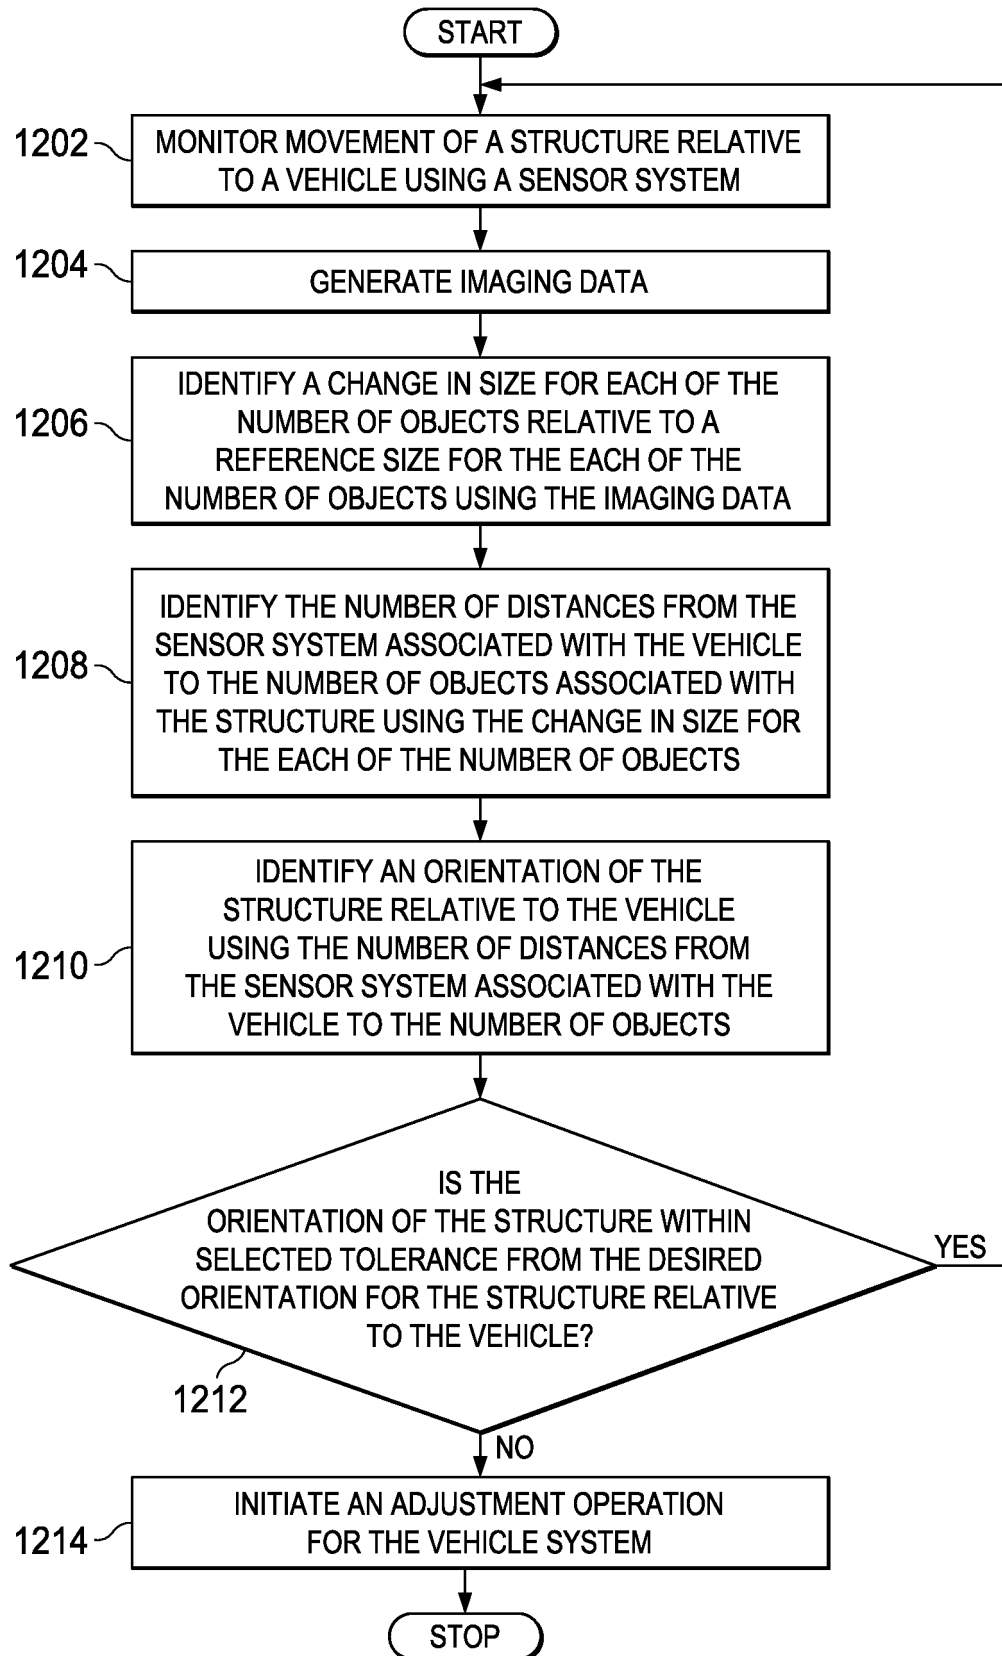 START
1202
MONITOR MOVEMENT OF A STRUCTURE RELATIVE
TO A VEHICLE USING A SENSOR SYSTEM
1204
GENERATE IMAGING DATA
1206
IDENTIFY A CHANGE IN SIZE FOR EACH OF THE
NUMBER OF OBJECTS RELATIVE TO A
REFERENCE SIZE FOR THE EACH OF THE
NUMBER OF OBJECTS USING THE IMAGING DATA
1208
IDENTIFY THE NUMBER OF DISTANCES FROM THE
SENSOR SYSTEM ASSOCIATED WITH THE VEHICLE
TO THE NUMBER OF OBJECTS ASSOCIATED WITH
THE STRUCTURE USING THE CHANGE IN SIZE FOR
THE EACH OF THE NUMBER OF OBJECTS
1210
IDENTIFY AN ORIENTATION OF THE
STRUCTURE RELATIVE TO THE VEHICLE
USING THE NUMBER OF DISTANCES FROM
THE SENSOR SYSTEM ASSOCIATED WITH THE
VEHICLE TO THE NUMBER OF OBJECTS
IS THE
ORIENTATION OF THE STRUCTURE WITHIN
SELECTED TOLERANCE FROM THE DESIRED
ORIENTATION FOR THE STRUCTURE RELATIVE
TO THE VEHICLE?
YES
1212
NO
1214
INITIATE AN ADJUSTMENT OPERATION
FOR THE VEHICLE SYSTEM
STOP